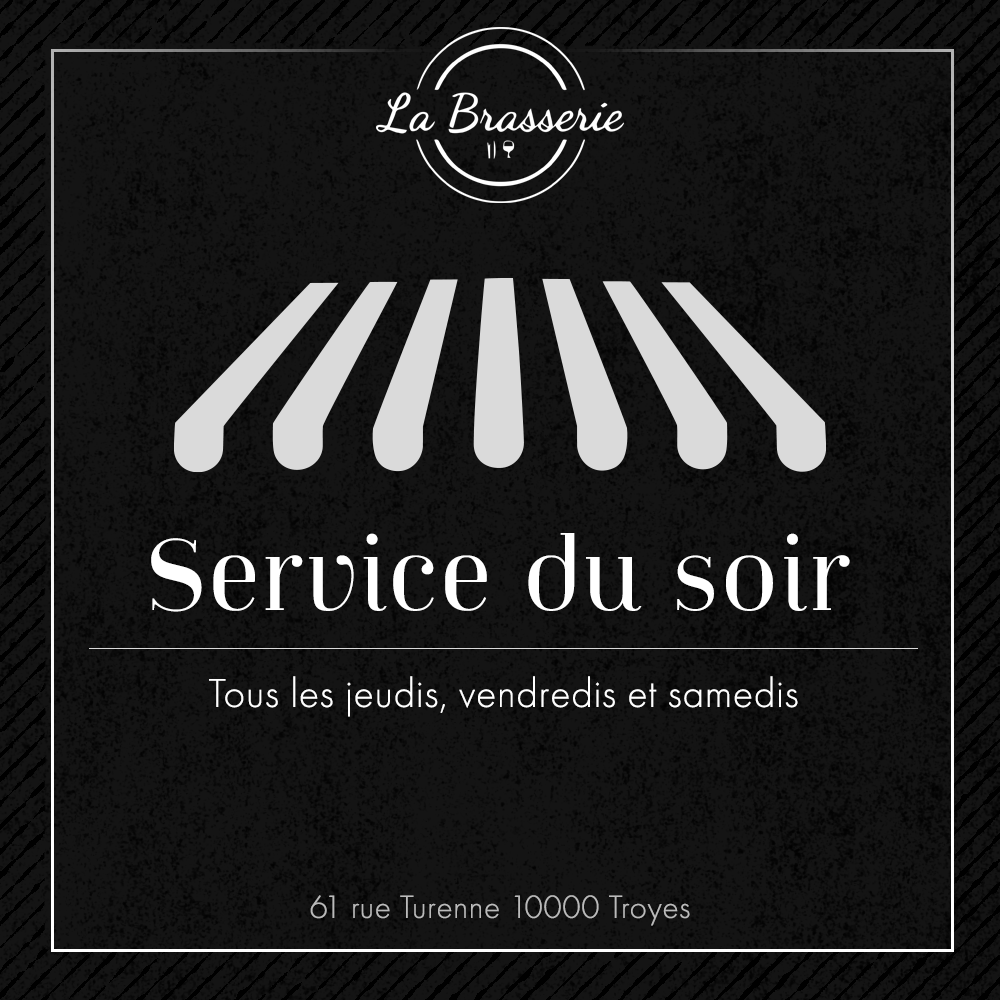 La Brasserie
Service du soir
Tous les jeudis, vendredis et samedis
61 rue Turenne 10000 Troyes